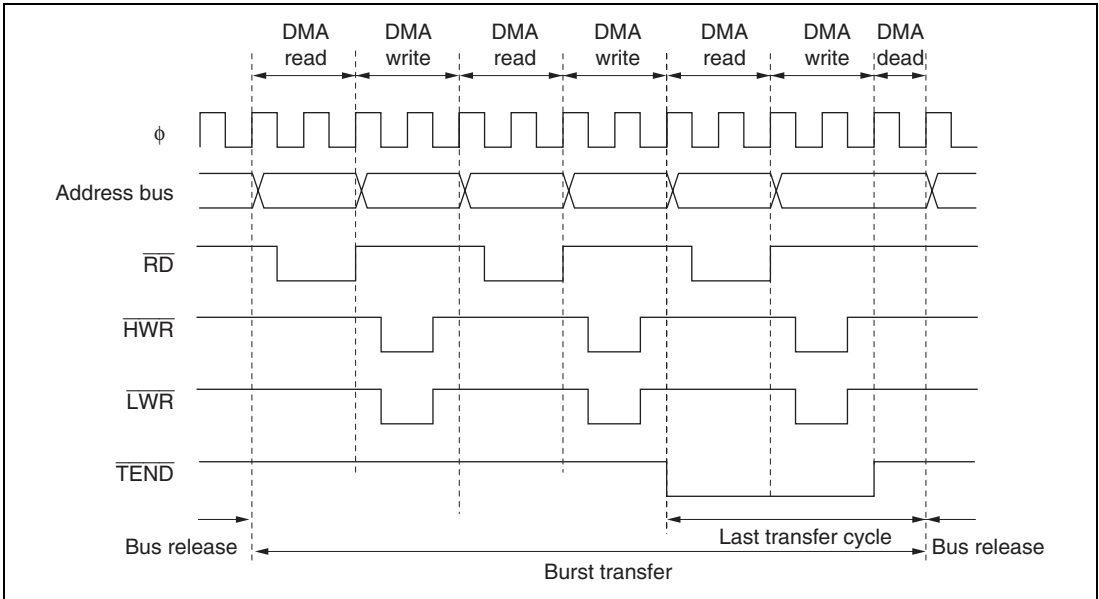 DMA read
DMA write
DMA read
DMA write
DMA read
DMA write
DMA dead
ϕ
Address bus
RD
HWR
LWR
TEND
Bus release
Last transfer cycle
Bus release
Burst transfer